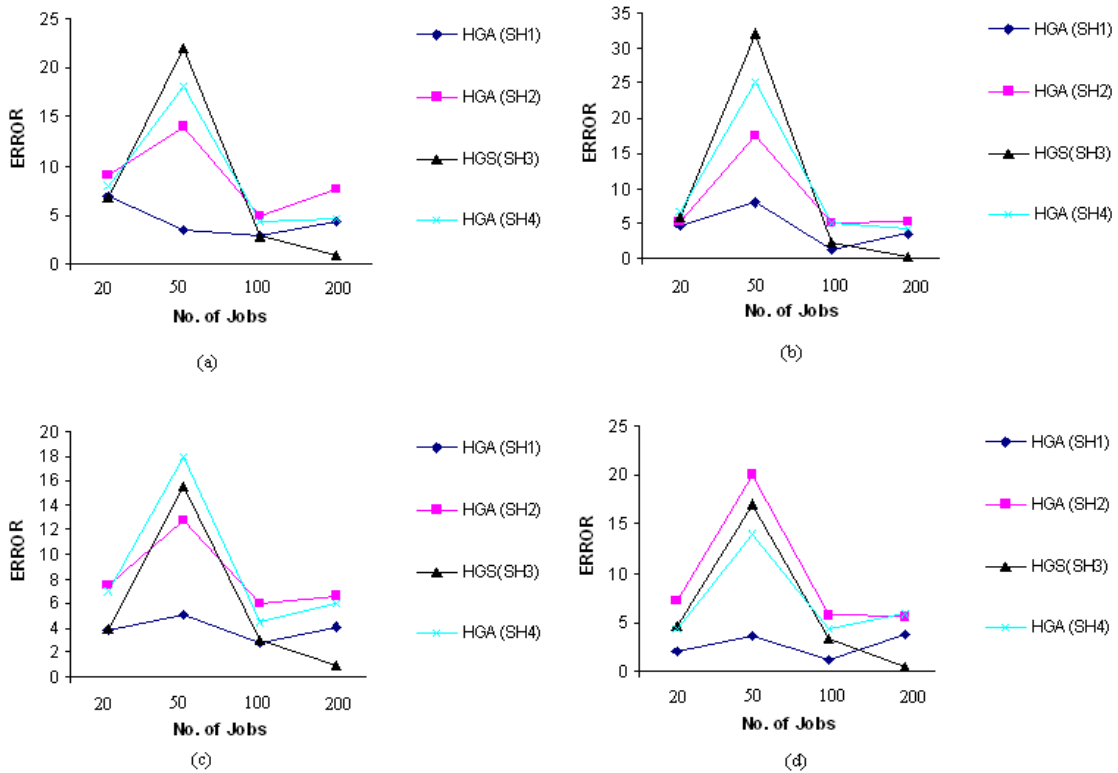 25
20
15
10
5
0
ERROR
20 50 100 200
No. of Jobs
HGA (SH1)
HGA (SH2)
HGS(SH3)
HGA (SH4)
(a)
35
30
25
20
15
10
5
0
ERROR
20 50 100 200
No. of Jobs
HGA (SH1)
HGA (SH2)
HGS(SH3)
HGA (SH4)
(b)
20
18
16
14
12
10
8
6
4
2
0
ERROR
20 50 100 200
No. of Jobs
HGA (SH1)
HGA (SH2)
HGS(SH3)
HGA (SH4)
(c)
25
20
15
10
5
0
ERROR
20 50 100 200
No. of Jobs
HGA (SH1)
HGA (SH2)
HGS(SH3)
HGA (SH4)
(d)